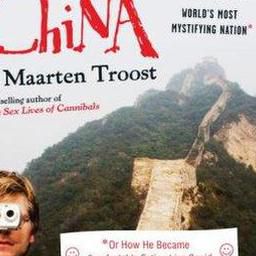 China
WORLD'S MOST
MYSTIFYING NATION*
Maarten Troost
selling author of
Sex Lives of Cannibals
*Or How He Became